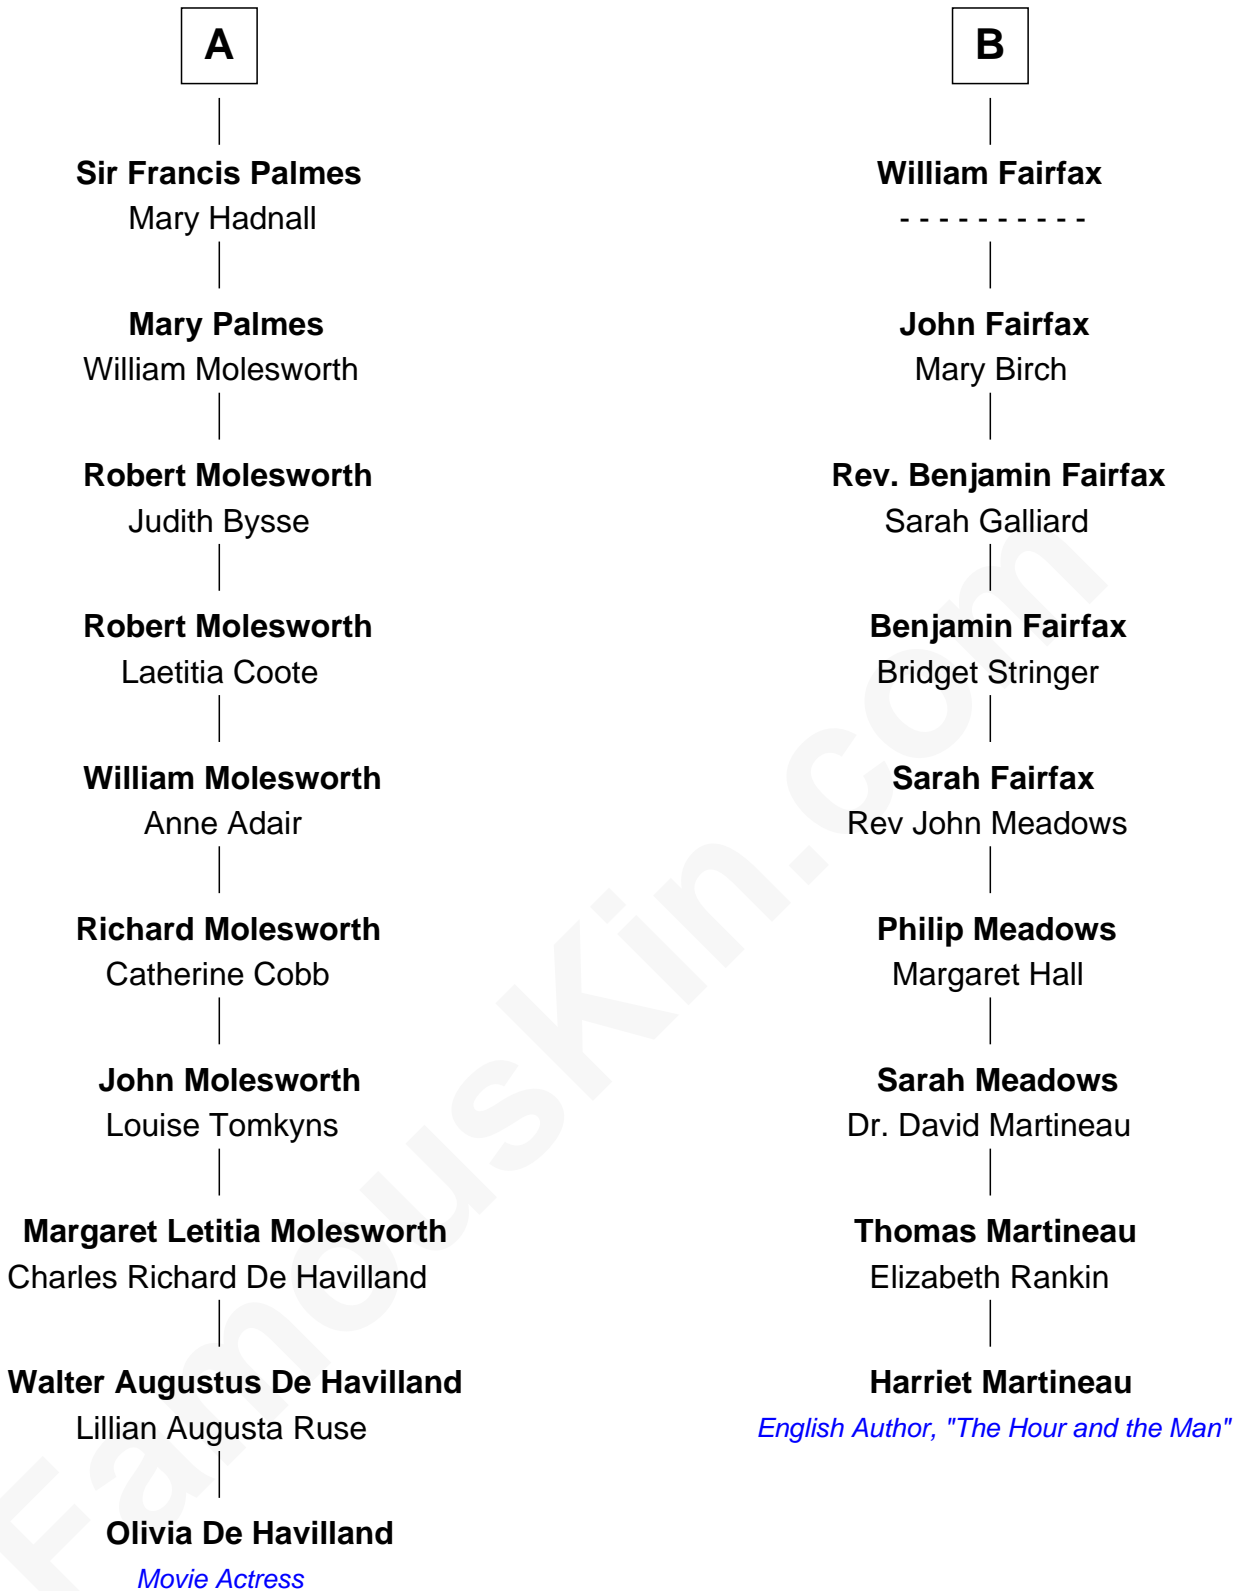 A
Sir Francis Palmes
Mary Hadnall
Mary Palmes
William Molesworth
Robert Molesworth
Judith Bysse
Robert Molesworth
Laetitia Coote
William Molesworth
Anne Adair
Richard Molesworth
Catherine Cobb
John Molesworth
Louise Tomkyns
Margaret Letitia Molesworth
Charles Richard De Havilland
Walter Augustus De Havilland
Lillian Augusta Ruse
Olivia De Havilland
Movie Actress
B
William Fairfax
- - - - - - - - - -
John Fairfax
Mary Birch
Rev. Benjamin Fairfax
Sarah Galliard
Benjamin Fairfax
Bridget Stringer
Sarah Fairfax
Rev John Meadows
Philip Meadows
Margaret Hall
Sarah Meadows
Dr. David Martineau
Thomas Martineau
Elizabeth Rankin
Harriet Martineau
English Author, "The Hour and the Man"
FamousKin.com